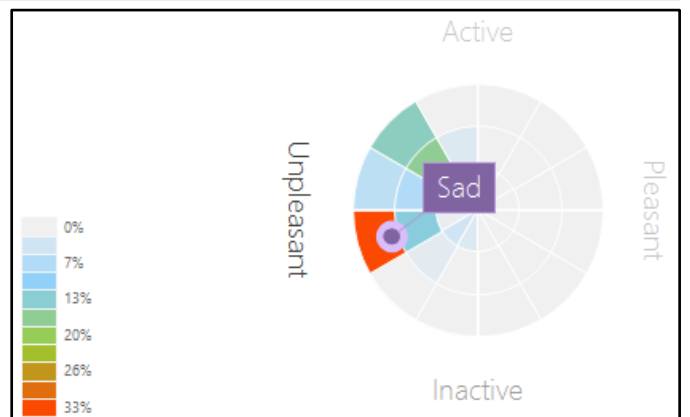 Active
Unpleasant
Sad
Pleasant
0%
7%
13%
20%
26%
33%
Inactive